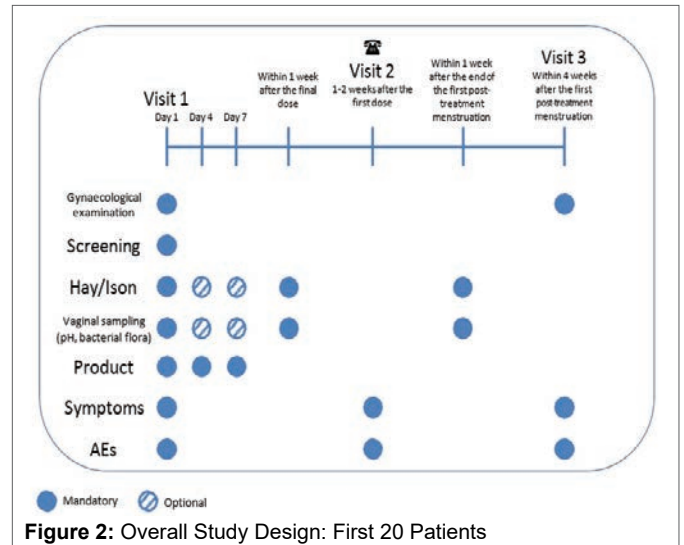 Visit 1
Day 1 Day 4 Day 7
Within 1 week
after the final
dose
Visit 2
1-2 weeks after the
first dose
Within 1 week
after the end of
the first post-
treatment
menstruation
Visit 3
Within 4 weeks
after the first
post-treatment
menstruation
Gynaecological
examination
Screening
Hay/Ison
Vaginal sampling
(pH, bacterial flora)
Product
Symptoms
AEs
Mandatory Optional
Figure 2: Overall Study Design: First 20 Patients